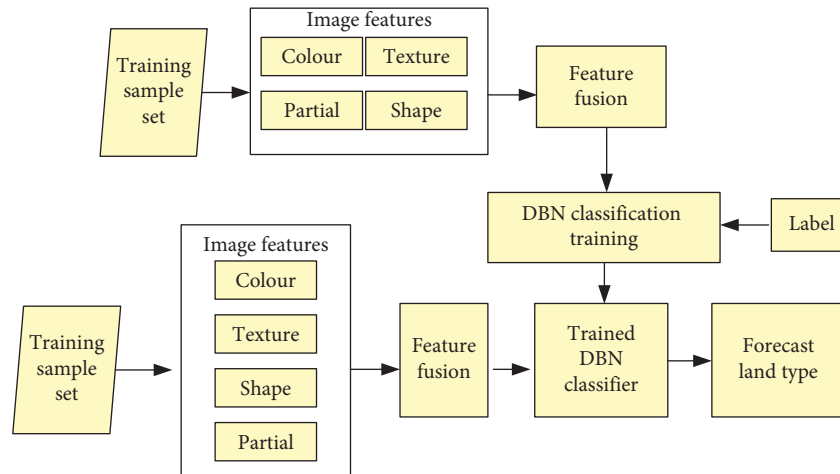 Image features
Training
sample
set
Colour
Texture
Partial
Shape
Feature
fusion
DBN classification
training
Label
Image features
Training
sample
set
Colour
Texture
Shape
Partial
Feature
fusion
Trained
DBN
classifier
Forecast
land type